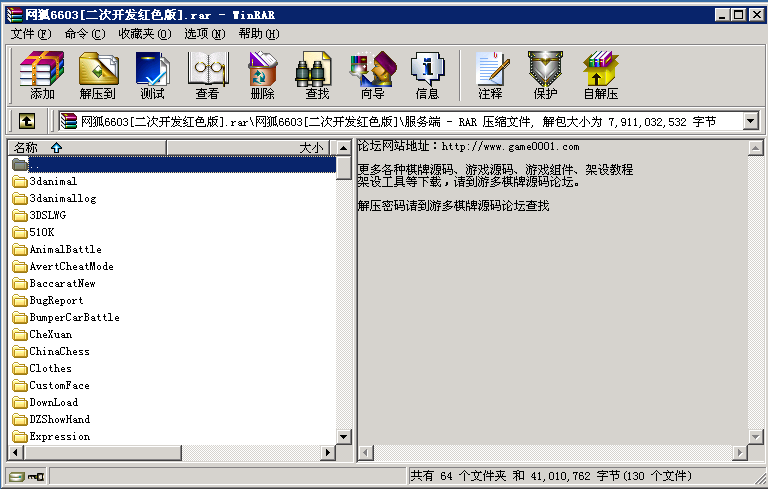 网狐6603[二次开发红色版].rar - WinRAR
文件(F) 命令(C) 收藏夹(O) 选项(N) 帮助(H)
添加 解压到 测试 查看 删除 查找 向导 信息 注释 保护 自解压
网狐6603[二次开发红色版].rar\网狐6603[二次开发红色版]\服务端 - RAR 压缩文件, 解包大小为 7,911,032,532 字节
名称 大小
..
3danimal
3danimallog
3DSLWG
510K
AnimalBattle
AvertCheatMode
BaccaratNew
BugReport
BumperCarBattle
CheXuan
ChinaChess
Clothes
CustomFace
DownLoad
DZShowHand
Expression
论坛网站地址：http://www.game0001.com
更多各种棋牌源码、游戏源码、游戏组件、架设教程
架设工具等下载，请到游多棋牌源码论坛。
解压密码请到游多棋牌源码论坛查找
共有 64 个文件夹 和 41,010,762 字节(130 个文件)